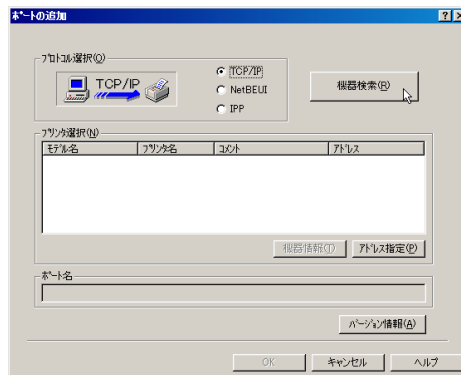 ﾎﾟｰﾄの追加
ﾌﾟﾛﾄｺﾙ選択(O)
TCP/IP
TCP/IP
NetBEUI
IPP
機器検索(R)
ﾌﾟﾘﾝﾀ選択(N)
ﾓﾃﾞﾙ名 ﾌﾟﾘﾝﾀ名 ｺﾒﾝﾄ ｱﾄﾞﾚｽ
機器情報(T) ｱﾄﾞﾚｽ指定(P)
ﾎﾟｰﾄ名
ﾊﾞｰｼﾞｮﾝ情報(A)
OK ｷｬﾝｾﾙ ﾍﾙﾌﾟ